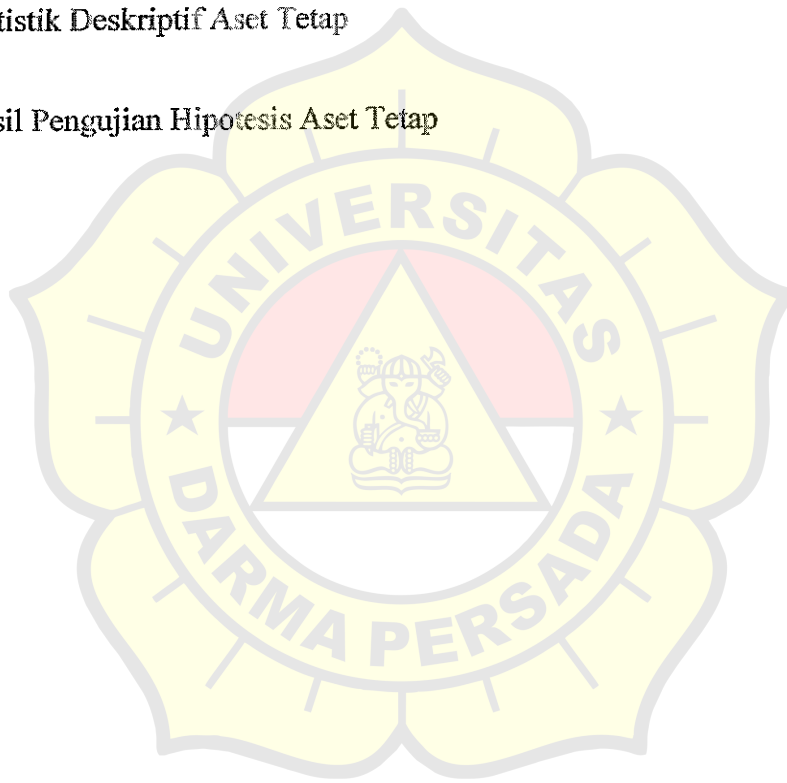 tistik Deskriptif Aset Tetap
sil Pengujian Hipotesis Aset Tetap
UNIVERSITAS
DARMA PERSADA